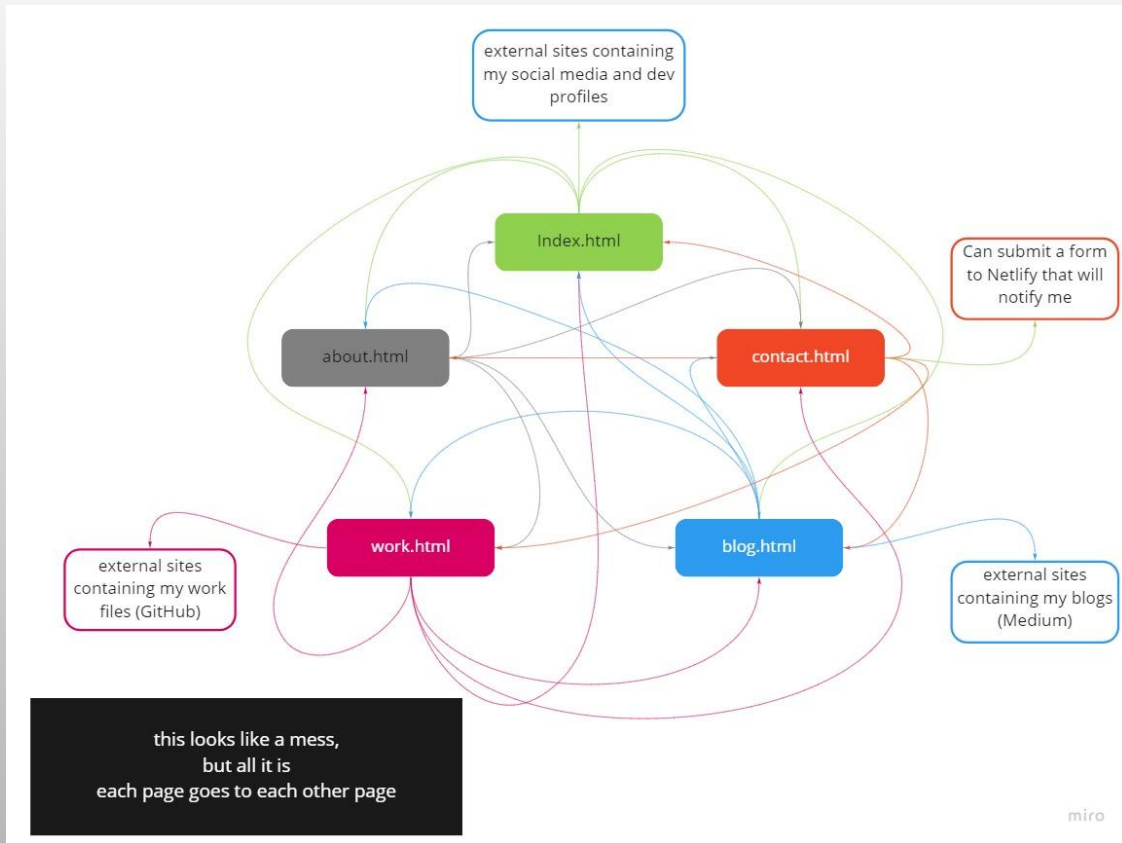 external sites containing
my social media and dev
profiles
Index.html
Can submit a form
to Netlify that will
notify me
about.html
contact.html
work.html
blog.html
external sites
containing my work
files (GitHub)
external sites
containing my blogs
(Medium)
this looks like a mess,
but all it is
each page goes to each other page
miro